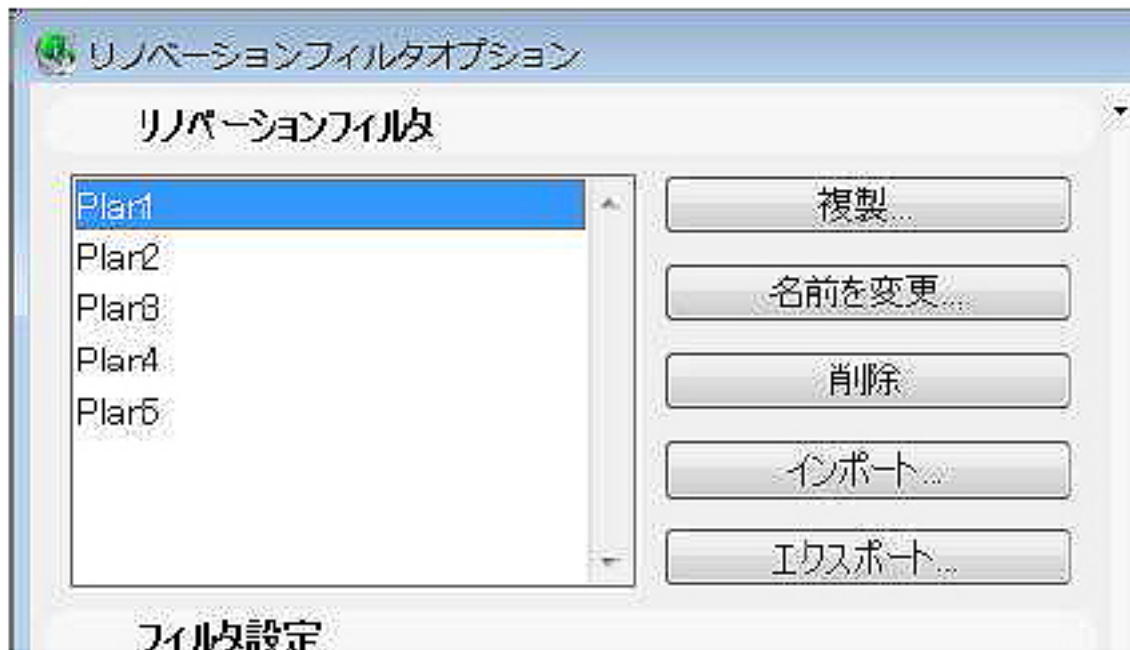 リノベーションフィルタオプション
リノベーションフィルタ
Plan1
Plan2
Plan3
Plan4
Plan5
複製...
名前を変更...
削除
インポート...
エクスポート...
フィルタ設定